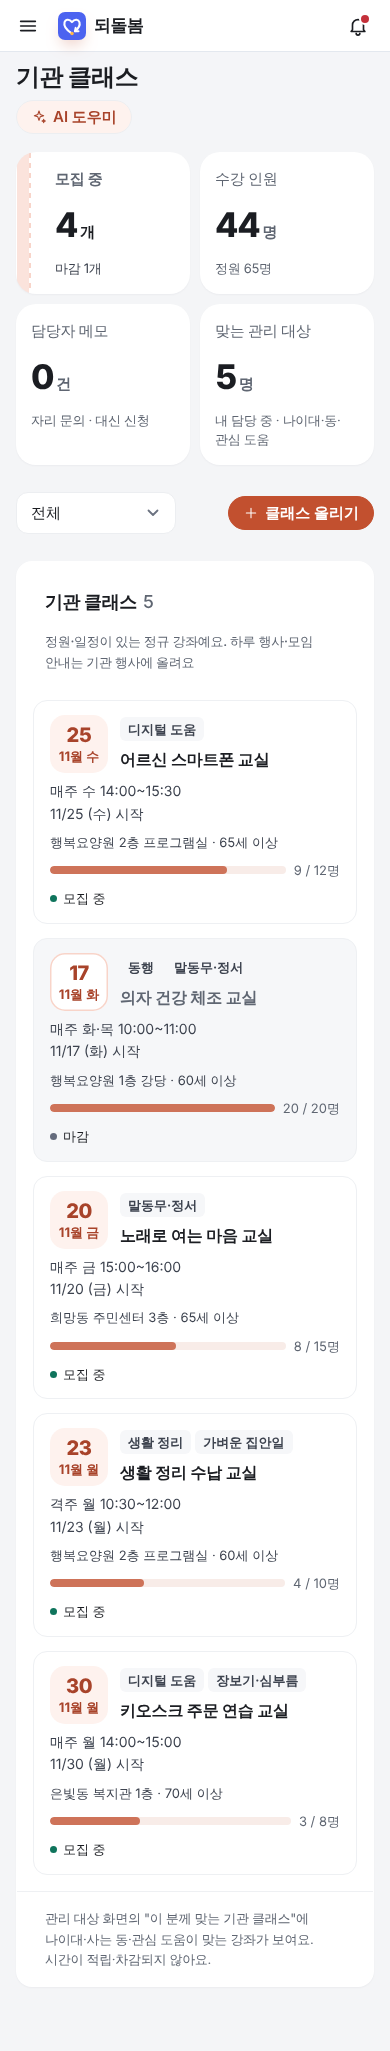 되돌봄
기관 클래스
AI 도우미
모집 중
4개
마감 1개
수강 인원
44명
정원 65명
담당자 메모
0건
자리 문의 · 대신 신청
맞는 관리 대상
5명
내 담당 중 · 나이대·동·
관심 도움
전체
+ 클래스 올리기
기관 클래스 5
정원·일정이 있는 정규 강좌예요. 하루 행사·모임
안내는 기관 행사에 올려요
25
11월 수
디지털 도움
어르신 스마트폰 교실
매주 수 14:00~15:30
11/25 (수) 시작
행복요양원 2층 프로그램실 · 65세 이상
9 / 12명
모집 중
17
11월 화
동행 말동무·정서
의자 건강 체조 교실
매주 화·목 10:00~11:00
11/17 (화) 시작
행복요양원 1층 강당 · 60세 이상
20 / 20명
마감
20
11월 금
말동무·정서
노래로 여는 마음 교실
매주 금 15:00~16:00
11/20 (금) 시작
희망동 주민센터 3층 · 65세 이상
8 / 15명
모집 중
23
11월 월
생활 정리 가벼운 집안일
생활 정리 수납 교실
격주 월 10:30~12:00
11/23 (월) 시작
행복요양원 2층 프로그램실 · 60세 이상
4 / 10명
모집 중
30
11월 월
디지털 도움 장보기·심부름
키오스크 주문 연습 교실
매주 월 14:00~15:00
11/30 (월) 시작
은빛동 복지관 1층 · 70세 이상
3 / 8명
모집 중
관리 대상 화면의 "이 분께 맞는 기관 클래스"에
나이대·사는 동·관심 도움이 맞는 강좌가 보여요.
시간이 적립·차감되지 않아요.